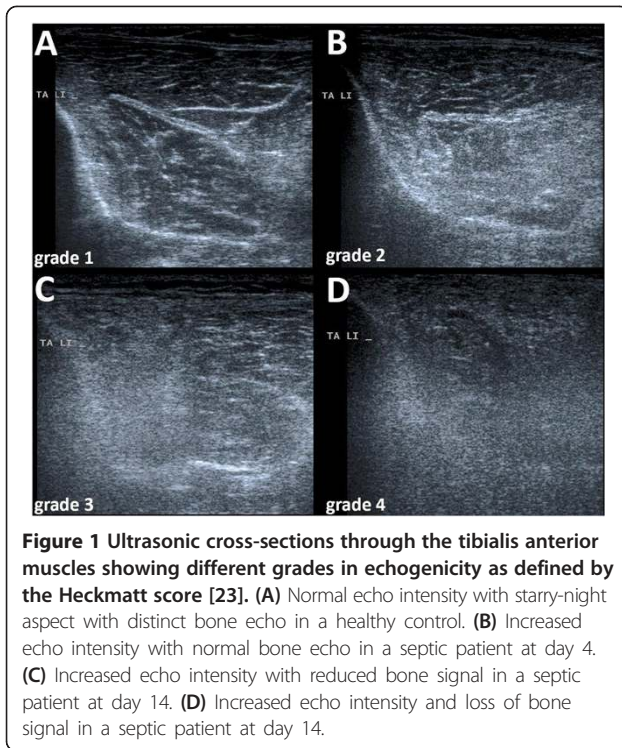 A
B
TA LI
TA LI
grade 1
grade 2
C
D
TA LI
TA LI
grade 3
grade 4
Figure 1 Ultrasonic cross-sections through the tibialis anterior
muscles showing different grades in echogenicity as defined by
the Heckmatt score [23]. (A) Normal echo intensity with starry-night
aspect with distinct bone echo in a healthy control. (B) Increased
echo intensity with normal bone echo in a septic patient at day 4.
(C) Increased echo intensity with reduced bone signal in a septic
patient at day 14. (D) Increased echo intensity and loss of bone
signal in a septic patient at day 14.